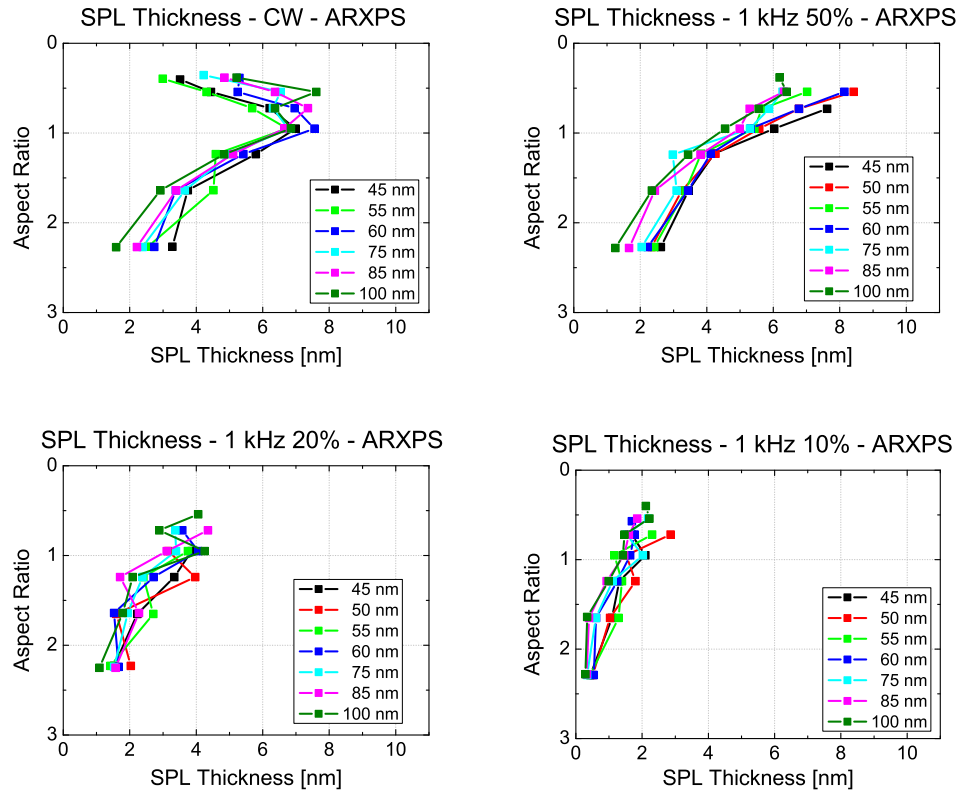 SPL Thickness - CW - ARXPS
0
1
2
3
Aspect Ratio
45 nm
55 nm
60 nm
75 nm
85 nm
100 nm
0 2 4 6 8 10
SPL Thickness [nm]
SPL Thickness - 1 kHz 50% - ARXPS
0
1
2
3
Aspect Ratio
45 nm
50 nm
55 nm
60 nm
75 nm
85 nm
100 nm
0 2 4 6 8 10
SPL Thickness [nm]
SPL Thickness - 1 kHz 20% - ARXPS
0
1
2
3
Aspect Ratio
45 nm
50 nm
55 nm
60 nm
75 nm
85 nm
100 nm
0 2 4 6 8 10
SPL Thickness [nm]
SPL Thickness - 1 kHz 10% - ARXPS
0
1
2
3
Aspect Ratio
45 nm
50 nm
55 nm
60 nm
75 nm
85 nm
100 nm
0 2 4 6 8 10
SPL Thickness [nm]